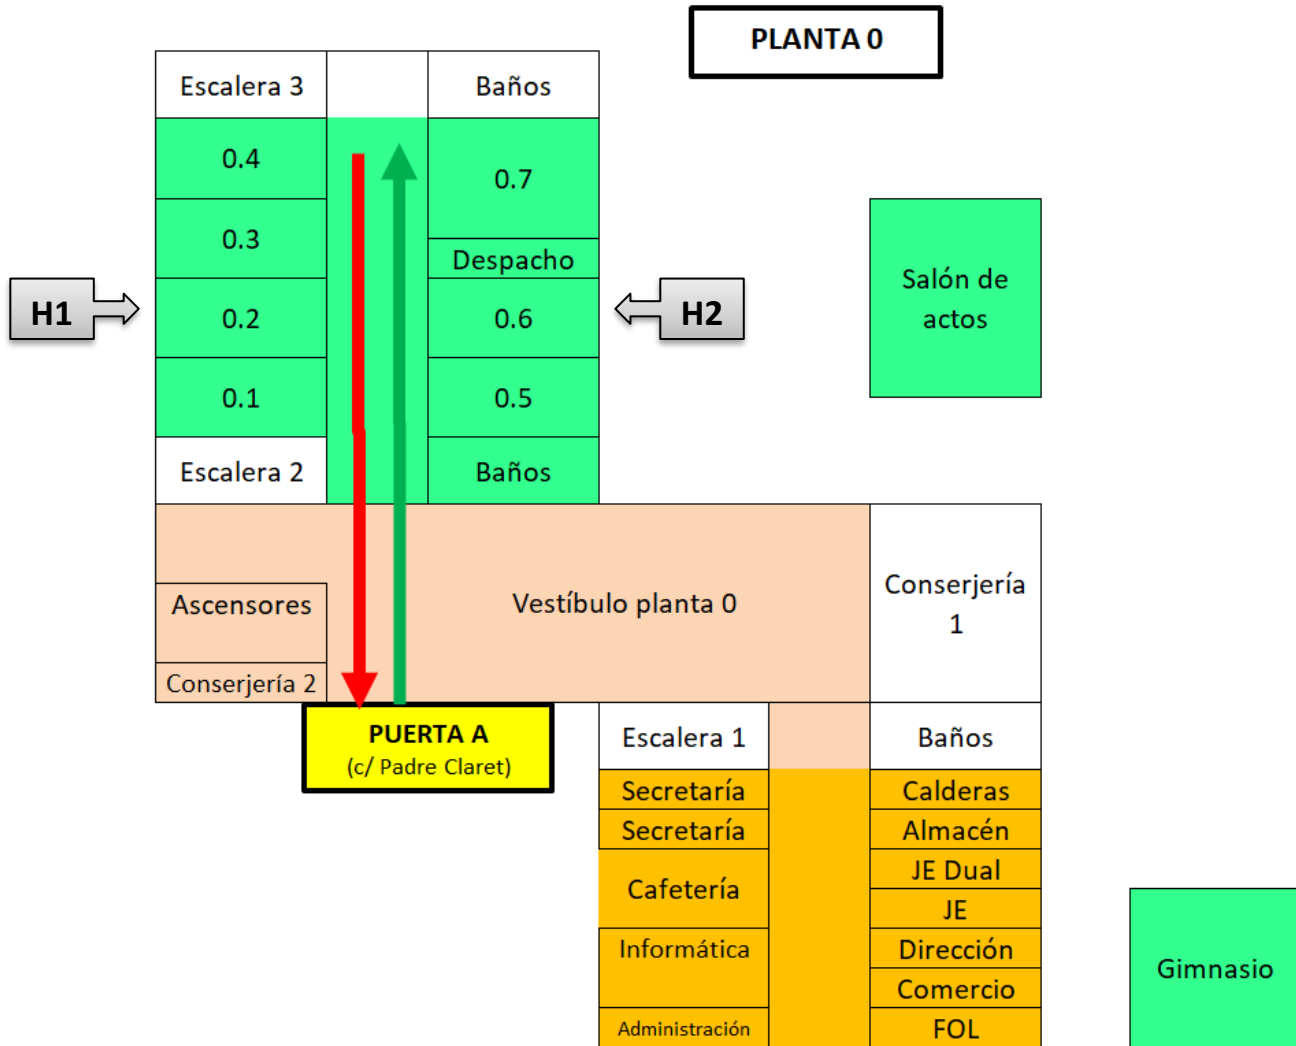 PLANTA 0
Escalera 3
Baños
0.4
0.7
0.3
Despacho
H1
0.2
0.6
H2
Salón de
actos
0.1
0.5
Escalera 2
Baños
Ascensores
Vestíbulo planta 0
Conserjería
1
Conserjería 2
PUERTA A
(c/ Padre Claret)
Escalera 1
Baños
Secretaría
Calderas
Secretaría
Almacén
Cafetería
JE Dual
JE
Informática
Dirección
Gimnasio
Comercio
Administración
FOL